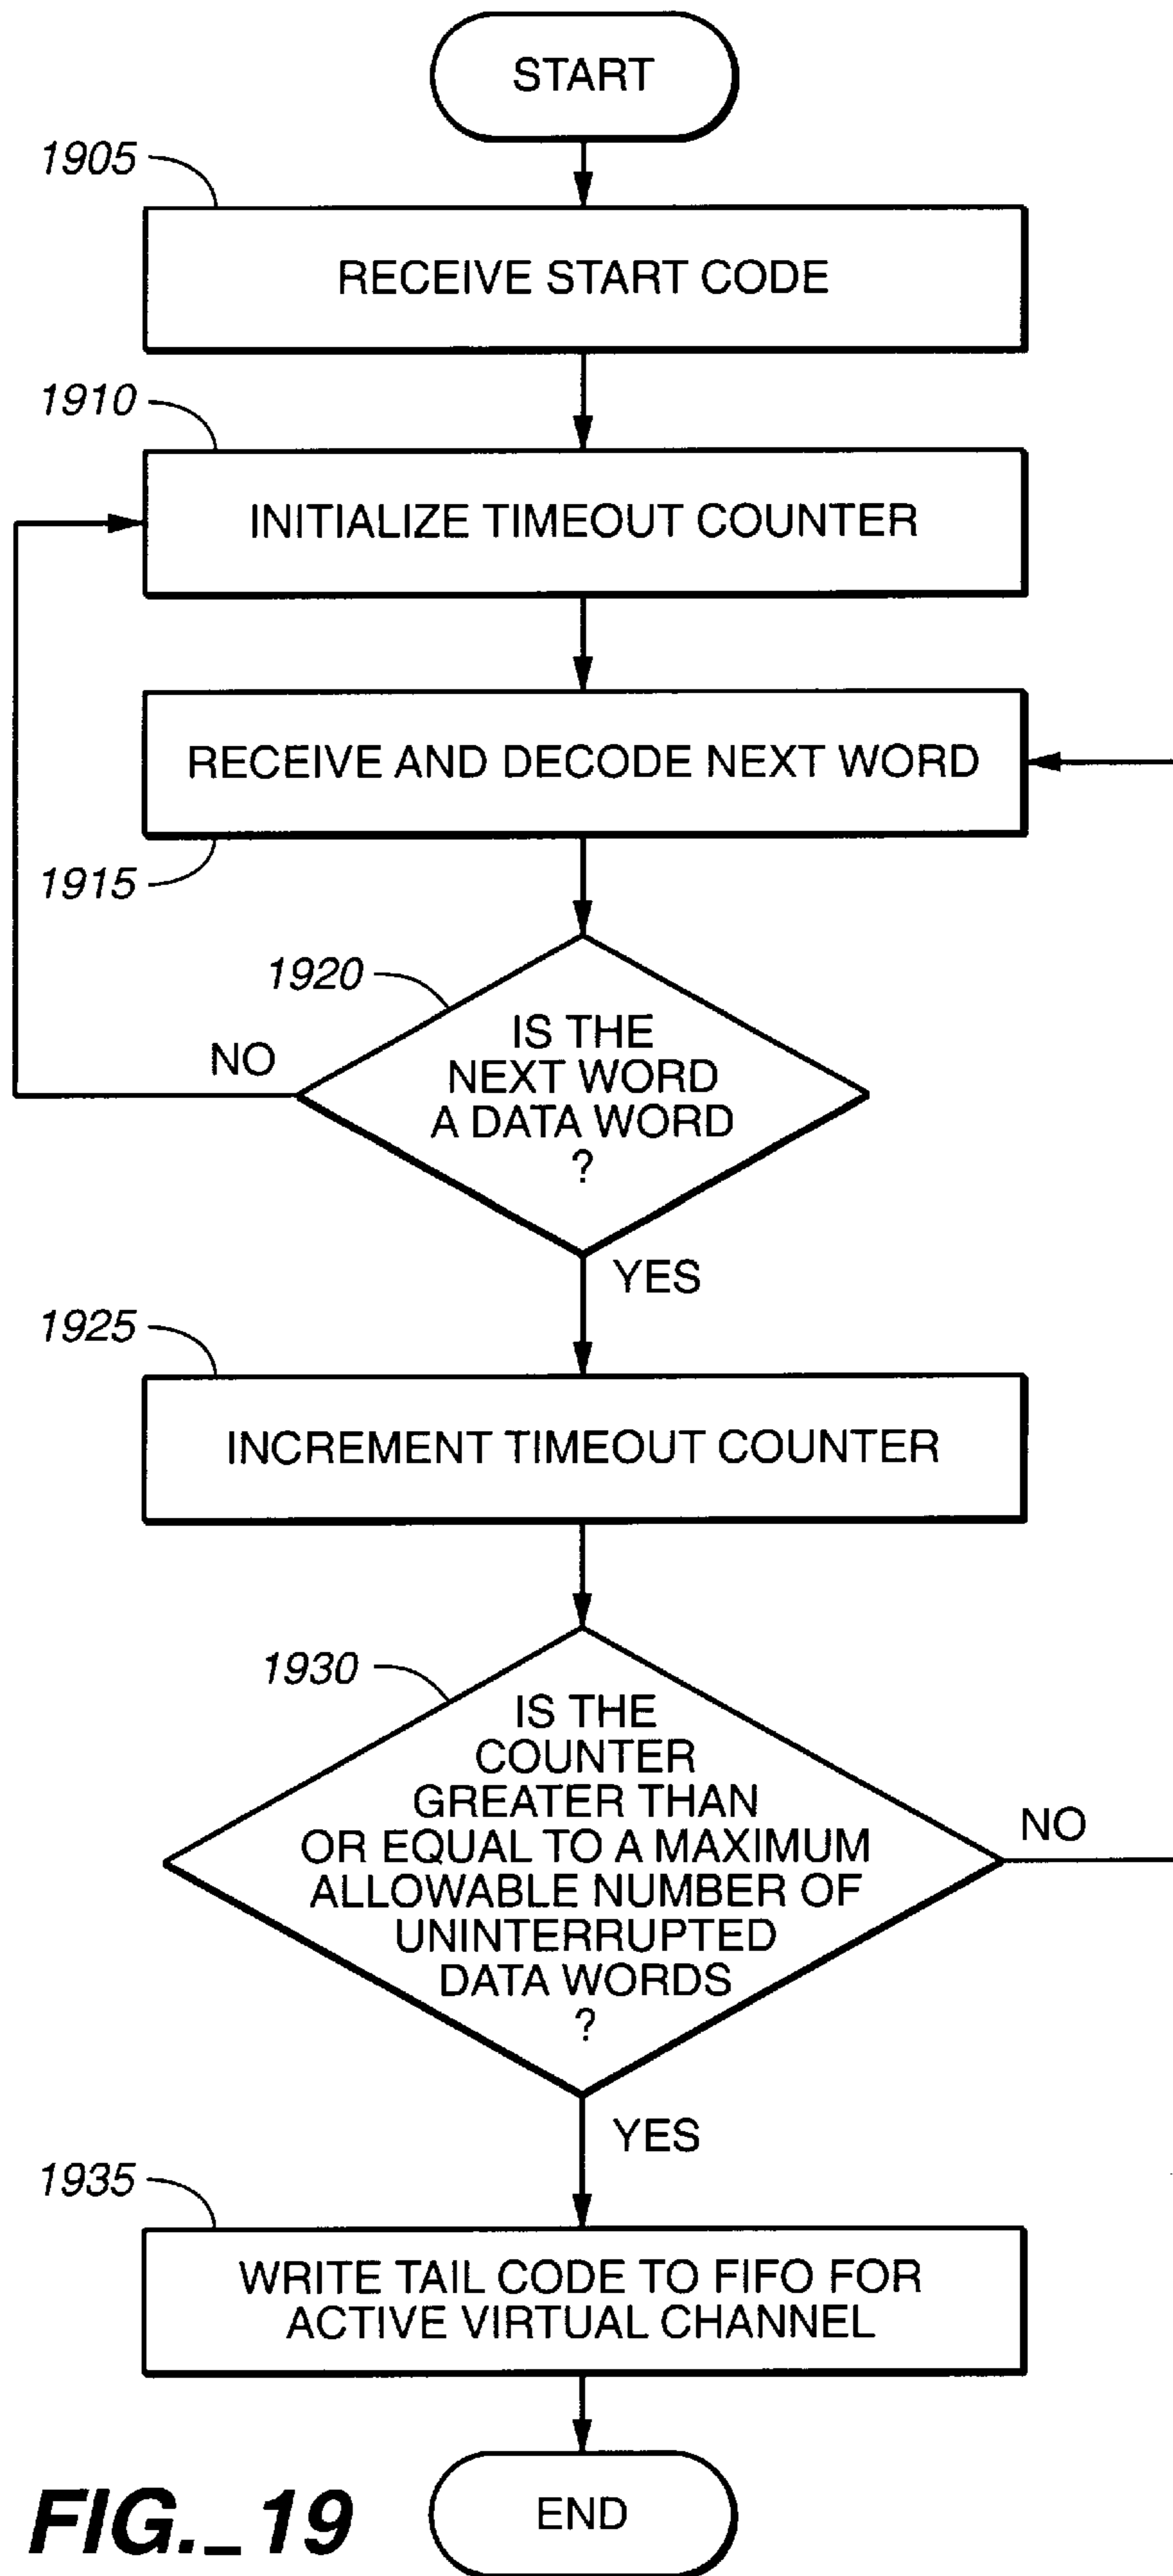 START
1905
RECEIVE START CODE
1910
INITIALIZE TIMEOUT COUNTER
RECEIVE AND DECODE NEXT WORD
1915
1920
IS THE
NEXT WORD
A DATA WORD
?
NO
YES
1925
INCREMENT TIMEOUT COUNTER
1930
IS THE
COUNTER
GREATER THAN
OR EQUAL TO A MAXIMUM
ALLOWABLE NUMBER OF
UNINTERRUPTED
DATA WORDS
?
NO
YES
1935
WRITE TAIL CODE TO FIFO FOR
ACTIVE VIRTUAL CHANNEL
END
FIG._19